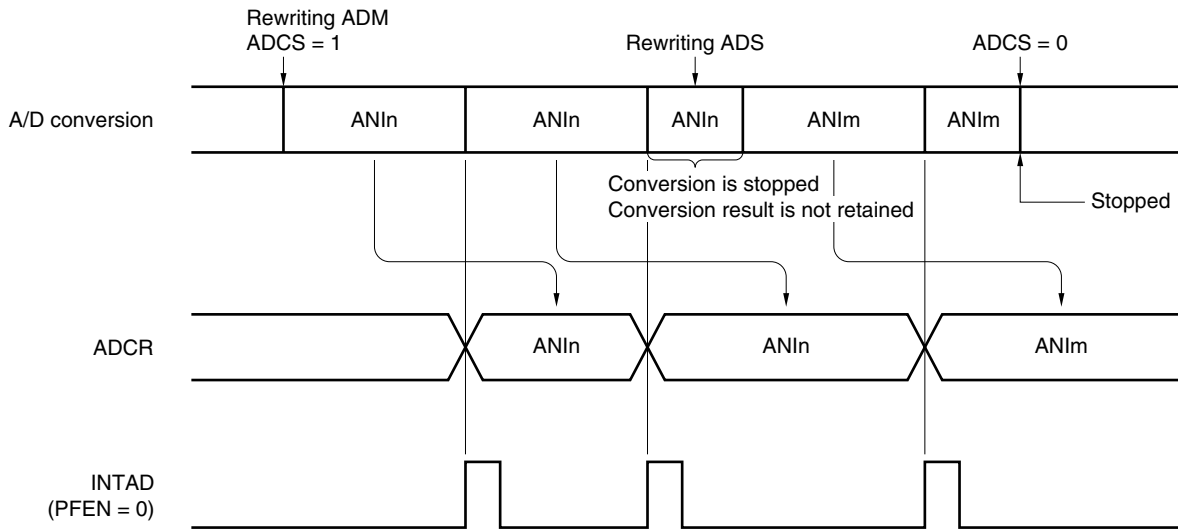 Rewriting ADM
ADCS = 1
Rewriting ADS
ADCS = 0
A/D conversion
ANIn
ANIn
ANIn
ANIm
ANIm
Conversion is stopped
Conversion result is not retained
Stopped
ADCR
ANIn
ANIn
ANIm
INTAD
(PFEN = 0)